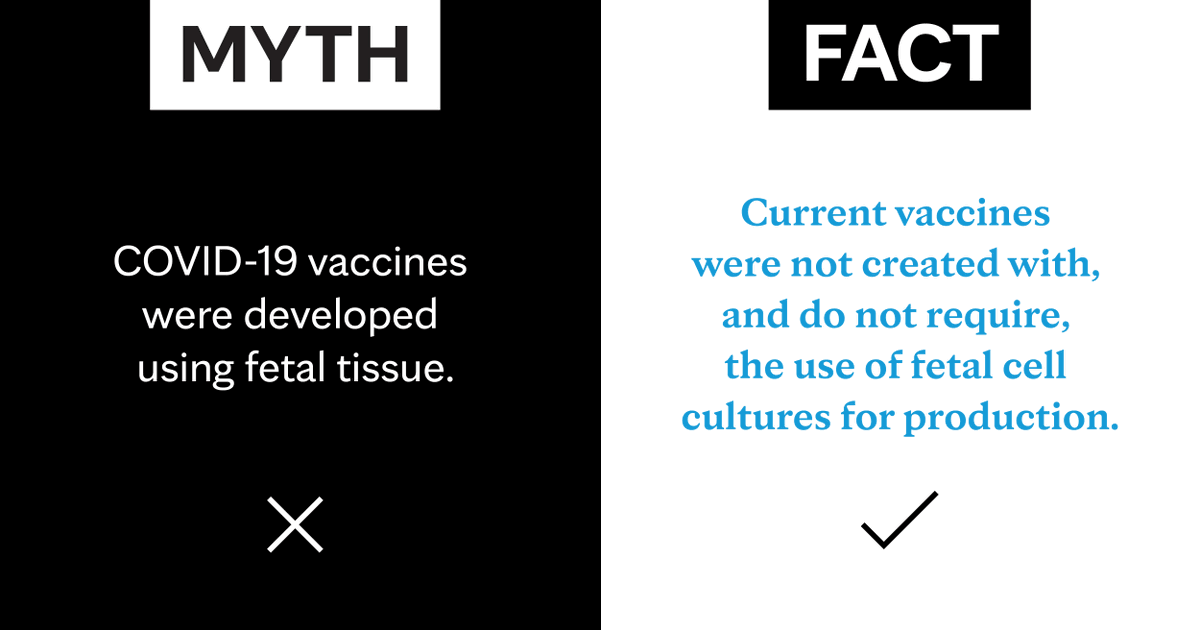 MYTH
COVID-19 vaccines
were developed
using fetal tissue.
FACT
Current vaccines
were not created with,
and do not require,
the use of fetal cell
cultures for production.